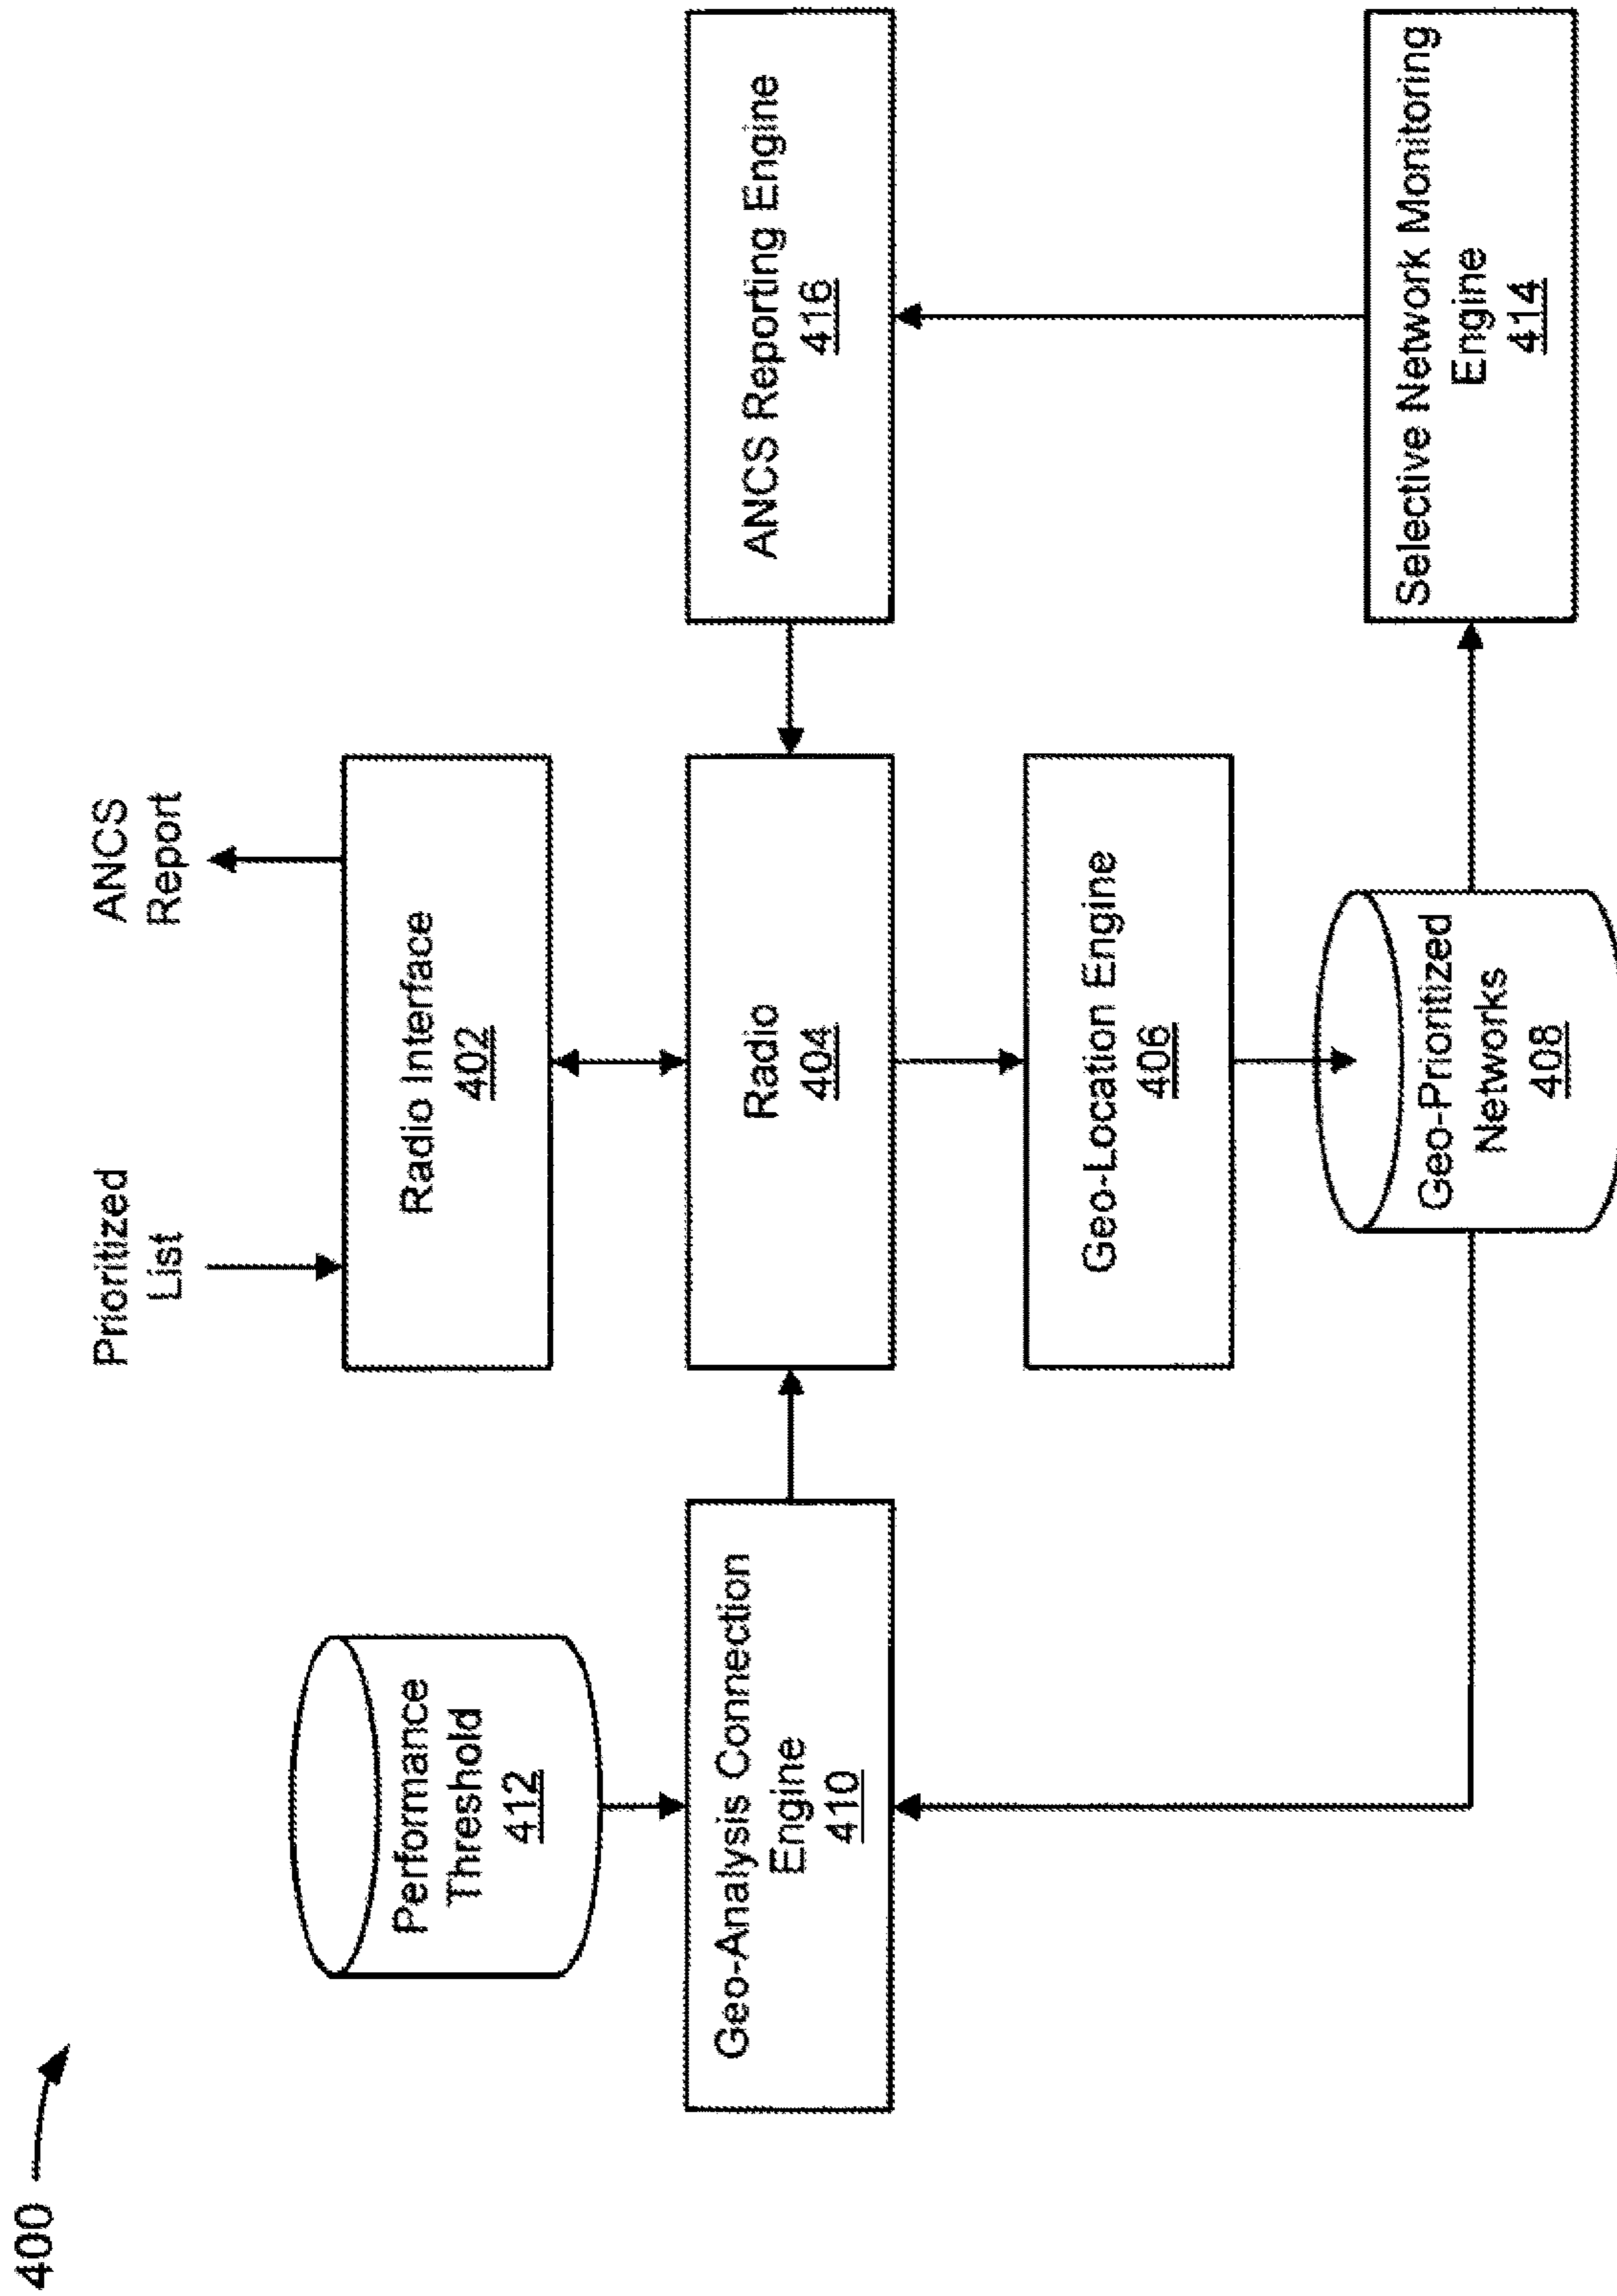 400
Prioritized
List
ANCS
Report
Radio Interface
402
Performance
Threshold
412
Geo-Analysis Connection
Engine
410
Radio
404
ANCS Reporting Engine
416
Geo-Location Engine
406
Geo-Prioritized
Networks
408
Selective Network Monitoring
Engine
414